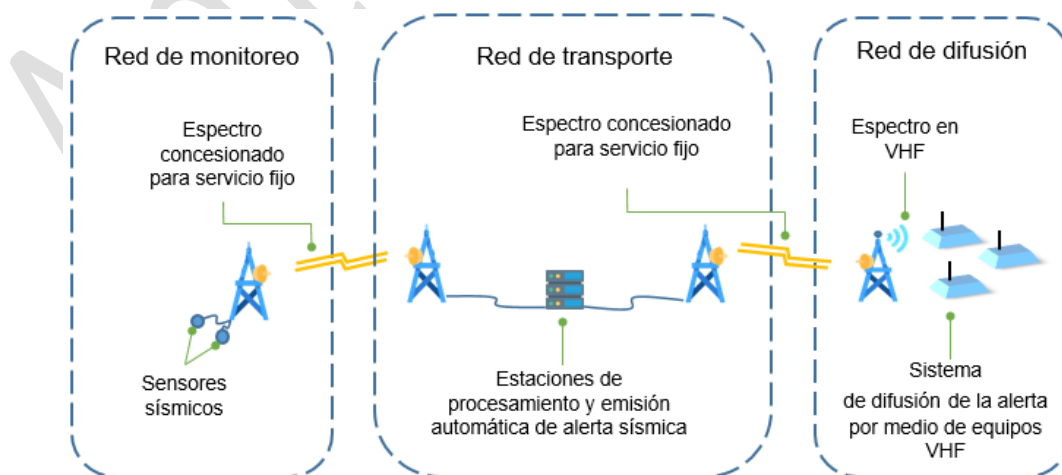 Red de monitoreo
Espectro
concesionado
para servicio fijo
Sensores
sísmicos
Red de transporte
Espectro concesionado
para servicio fijo
Estaciones de
procesamiento y emisión
automática de alerta sísmica
Red de difusión
Espectro en
VHF
Sistema
de difusión de la alerta
por medio de equipos
VHF